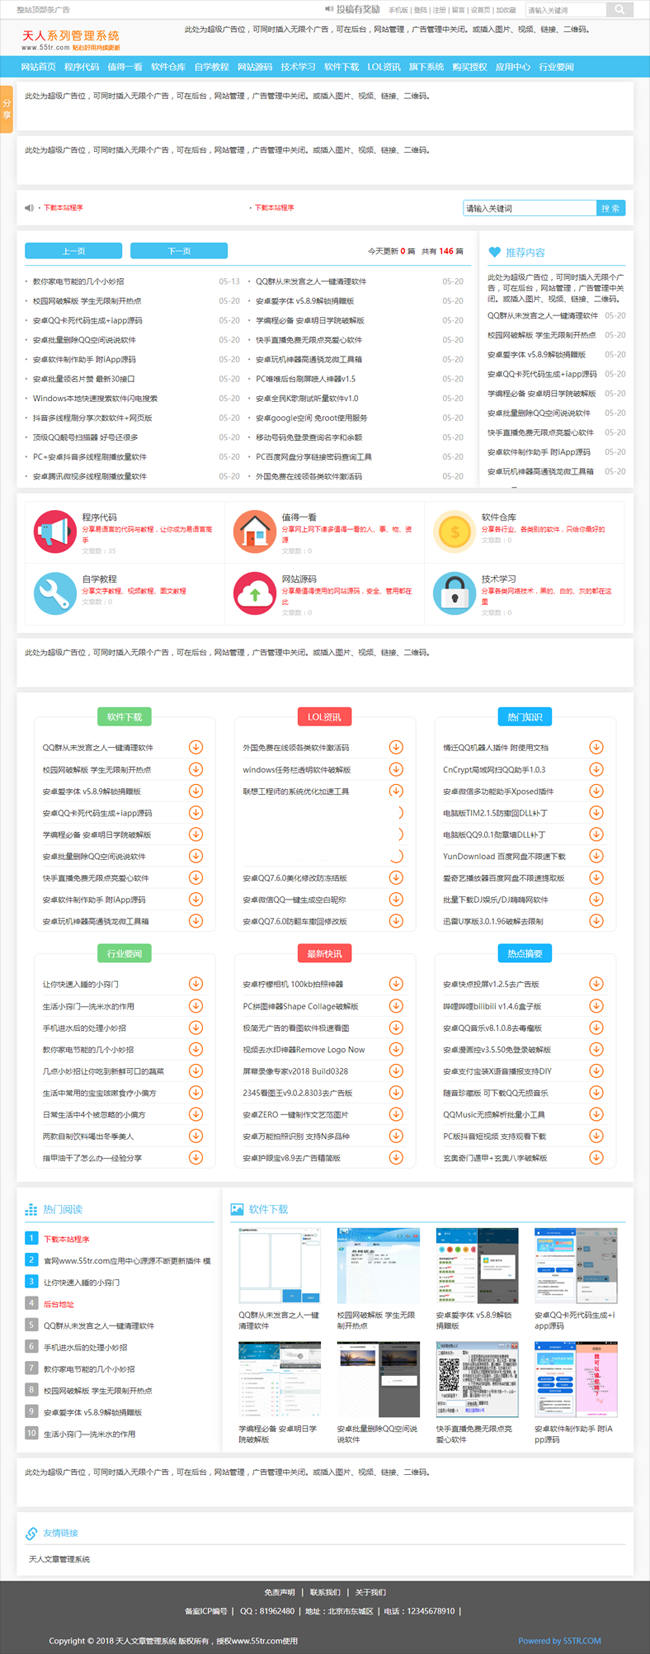 整站顶部条广告
投稿有奖励 手机版 | 登陆 | 注册 | 留言 | 设首页 | 加收藏
请输入关键词
天人系列管理系统
www.55tr.com 贴心好用持续更新
此处为超级广告位，可同时插入无限个广告，可在后台，网站管理，广告管理中关闭。或插入图片、视频、链接、二维码。
网站首页 程序代码 值得一看 软件仓库 自学教程 网站源码 技术学习 软件下载 LOL资讯 旗下系统 购买授权 应用中心 行业要闻
分享
此处为超级广告位，可同时插入无限个广告，可在后台，网站管理，广告管理中关闭。或插入图片、视频、链接、二维码。
此处为超级广告位，可同时插入无限个广告，可在后台，网站管理，广告管理中关闭。或插入图片、视频、链接、二维码。
下载本站程序
下载本站程序
请输入关键词 搜 索
上一页 下一页 今天更新 0 篇 共有 146 篇
教你家电节能的几个小妙招 05-13 QQ群从未发言之人一键清理软件 05-20
校园网破解版 学生无限制开热点 05-20 安卓爱字体 v5.8.9解锁捐赠版 05-20
安卓QQ卡死代码生成+iapp源码 05-20 学编程必备 安卓明日学院破解版 05-20
安卓批量删除QQ空间说说软件 05-20 快手直播免费无限点亮爱心软件 05-20
安卓软件制作助手 附iApp源码 05-20 安卓玩机神器高通骁龙微工具箱 05-20
安卓批量领名片赞 最新30接口 05-20 PC唯唯后台刷屏喷人神器v1.5 05-20
Windows本地快速搜索软件闪电搜索 05-20 安卓全民K歌刷试听量软件v1.0 05-20
抖音多线程刷分享次数软件+网页版 05-20 安卓google空间 免root使用服务 05-20
顶级QQ靓号扫描器 好号还很多 05-20 移动号码免登录查询名字和余额 05-20
PC+安卓抖音多线程刷播放量软件 05-20 PC百度网盘分享链接密码查询工具 05-20
安卓腾讯微视多线程刷播放量软件 05-20 外国免费在线领各类软件激活码 05-20
推荐内容
此处为超级广告位，可同时插入无限个广
告，可在后台，网站管理，广告管理中关
闭。或插入图片、视频、链接、二维码。
QQ群从未发言之人一键清理软件 05-20
校园网破解版 学生无限制开热点 05-20
安卓爱字体 v5.8.9解锁捐赠版 05-20
安卓QQ卡死代码生成+iapp源码 05-20
学编程必备 安卓明日学院破解版 05-20
安卓批量删除QQ空间说说软件 05-20
快手直播免费无限点亮爱心软件 05-20
安卓软件制作助手 附iApp源码 05-20
安卓玩机神器高通骁龙微工具箱 05-20
程序代码
分享易语言的代码与教程，让你成为易语言高
手
文章数：35
值得一看
分享网上网下诸多值得一看的人、事、物、资
源
文章数：0
软件仓库
分享各行业、各类别的软件，只给你最好的
文章数：0
自学教程
分享文字教程、视频教程、图文教程
文章数：0
网站源码
分享最值得使用的网站源码，安全、管用都在
此
文章数：0
技术学习
分享各类网络技术，黑的、白的、灰的都在这
里
文章数：0
此处为超级广告位，可同时插入无限个广告，可在后台，网站管理，广告管理中关闭。或插入图片、视频、链接、二维码。
软件下载
QQ群从未发言之人一键清理软件
校园网破解版 学生无限制开热点
安卓爱字体 v5.8.9解锁捐赠版
安卓QQ卡死代码生成+iapp源码
学编程必备 安卓明日学院破解版
安卓批量删除QQ空间说说软件
快手直播免费无限点亮爱心软件
安卓软件制作助手 附iApp源码
安卓玩机神器高通骁龙微工具箱
LOL资讯
外国免费在线领各类软件激活码
windows任务栏透明软件破解版
联想工程师的系统优化加速工具
安卓QQ7.6.0美化修改防冻结版
安卓微信QQ一键生成空白昵称
安卓QQ7.6.0防翻车撤回修改版
热门知识
情迁QQ机器人插件 附使用文档
CnCrypt局域网扫QQ助手1.0.3
安卓微信多功能助手Xposed插件
电脑版TIM2.1.5防撤回DLL补丁
电脑版QQ9.0.1勋章墙DLL补丁
YunDownload 百度网盘不限速下载
爱奇艺播放器百度网盘不限速提取版
批量下载DJ娱乐/DJ嗨嗨网软件
迅雷U享版3.0.1.96破解去限制
行业要闻
让你快速入睡的小窍门
生活小窍门—洗米水的作用
手机进水后的处理小妙招
教你家电节能的几个小妙招
几点小妙招让你吃到新鲜可口的蔬菜
生活中常用的宝宝咳嗽食疗小偏方
日常生活中4个被忽略的小偏方
两款自制饮料喝出冬季美人
指甲油干了怎么办—经验分享
最新快讯
安卓柠檬相机 100kb拍照神器
PC拼图神器Shape Collage破解版
极简无广告的看图软件极速看图
视频去水印神器Remove Logo Now
屏幕录像专家v2018 Build0328
2345看图王v9.0.2.8303去广告版
安卓ZERO 一键制作文艺范图片
安卓万能拍照识别 支持N多品种
安卓护眼宝v8.9去广告精简版
热点摘要
安卓快点投屏v1.2.5去广告版
哔哩哔哩bilibili v1.4.6盒子版
安卓QQ音乐v8.1.0.8去毒瘤版
安卓漫画控v3.5.50免登录破解版
安卓支付宝装X语音播报支持DIY
随音珍藏版 可下载QQ无损音乐
QQMusic无损解析批量小工具
PC版抖音短视频 支持观看下载
玄奥奇门遁甲+玄奥八字破解版
热门阅读
1 下载本站程序
2 官网www.55tr.com应用中心源源不断更新插件 模
3 让你快速入睡的小窍门
4 后台地址
5 QQ群从未发言之人一键清理软件
6 手机进水后的处理小妙招
7 教你家电节能的几个小妙招
8 校园网破解版 学生无限制开热点
9 安卓爱字体 v5.8.9解锁捐赠版
10 生活小窍门—洗米水的作用
软件下载
QQ群从未发言之人一键
清理软件
校园网破解版 学生无限
制开热点
安卓爱字体 v5.8.9解锁
捐赠版
安卓QQ卡死代码生成+i
app源码
学编程必备 安卓明日学
院破解版
安卓批量删除QQ空间说
说软件
快手直播免费无限点亮
爱心软件
安卓软件制作助手 附iA
pp源码
此处为超级广告位，可同时插入无限个广告，可在后台，网站管理，广告管理中关闭。或插入图片、视频、链接、二维码。
友情链接
天人文章管理系统
免责声明 | 联系我们 | 关于我们
备案ICP编号 | QQ：81962480 | 地址：北京市东城区 | 电话：12345678910 |
Copyright © 2018 天人文章管理系统 版权所有，授权www.55tr.com使用
Powered by 55TR.COM